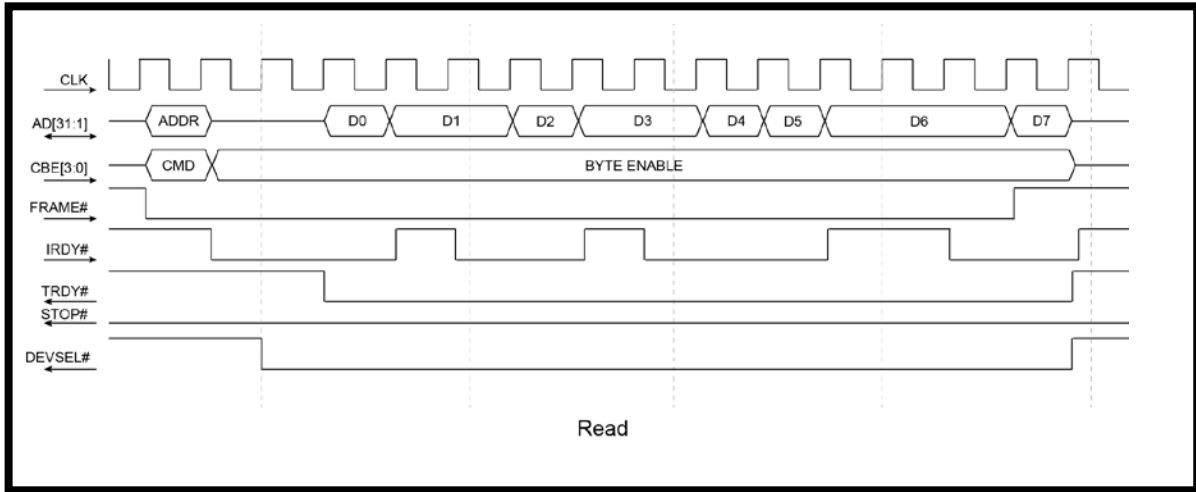 CLK
AD[31:1] ADDR D0 D1 D2 D3 D4 D5 D6 D7
CBE[3:0] CMD BYTE ENABLE
FRAME#
IRDY#
TRDY#
STOP#
DEVSEL#
Read